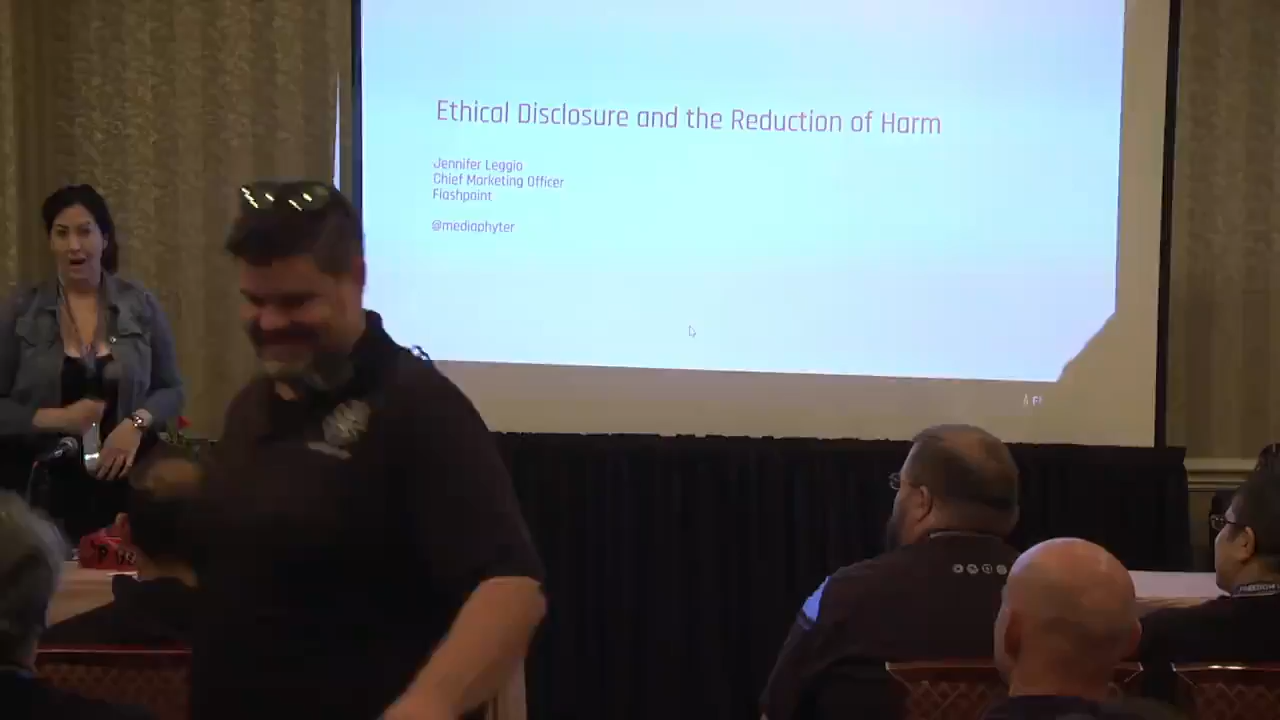 Ethical Disclosure and the Reduction of Harm
Jennifer Leggio
Chief Marketing Officer
Flashpoint
@mediaphyter